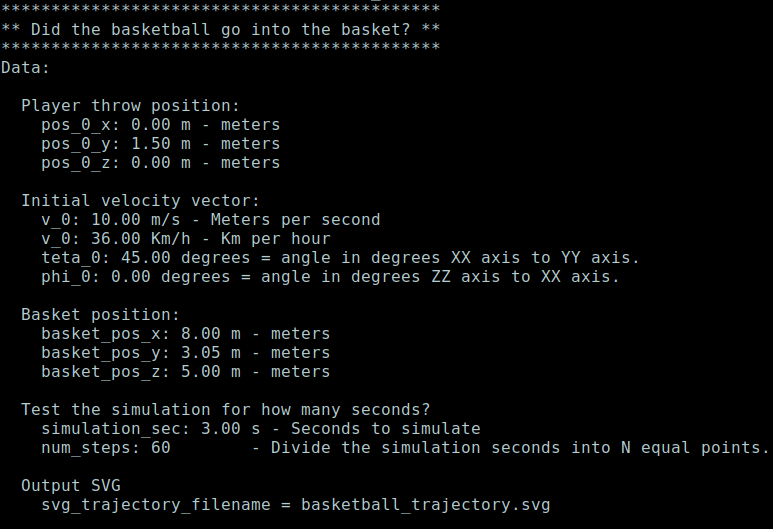 ********************************************
** Did the basketball go into the basket? **
********************************************
Data:

  Player throw position:
    pos_0_x: 0.00 m - meters
    pos_0_y: 1.50 m - meters
    pos_0_z: 0.00 m - meters

  Initial velocity vector:
    v_0: 10.00 m/s - Meters per second
    v_0: 36.00 Km/h - Km per hour
    teta_0: 45.00 degrees = angle in degrees XX axis to YY axis.
    phi_0: 0.00 degrees = angle in degrees ZZ axis to XX axis.

  Basket position:
    basket_pos_x: 8.00 m - meters
    basket_pos_y: 3.05 m - meters
    basket_pos_z: 5.00 m - meters

  Test the simulation for how many seconds?
    simulation_sec: 3.00 s - Seconds to simulate
    num_steps: 60        - Divide the simulation seconds into N equal points.

  Output SVG
    svg_trajectory_filename = basketball_trajectory.svg